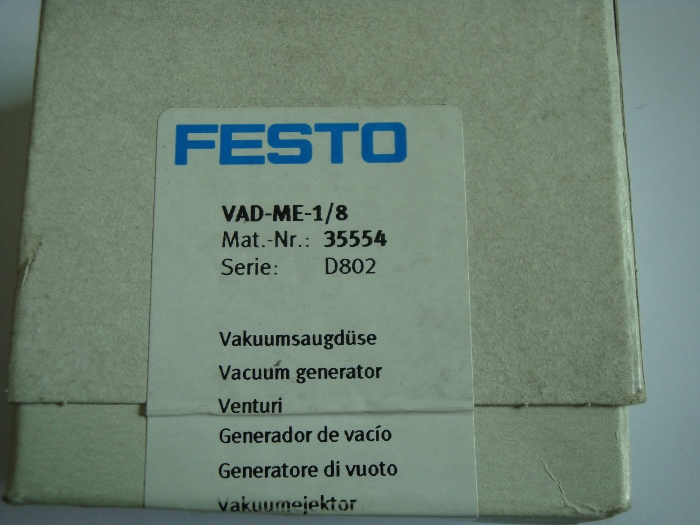 FESTO
VAD-ME-1/8
Mat.-Nr.: 35554
Serie: D802
Vakuumsaugdüse
Vacuum generator
Venturi
Generador de vacío
Generatore di vuoto
Vakuumejektor